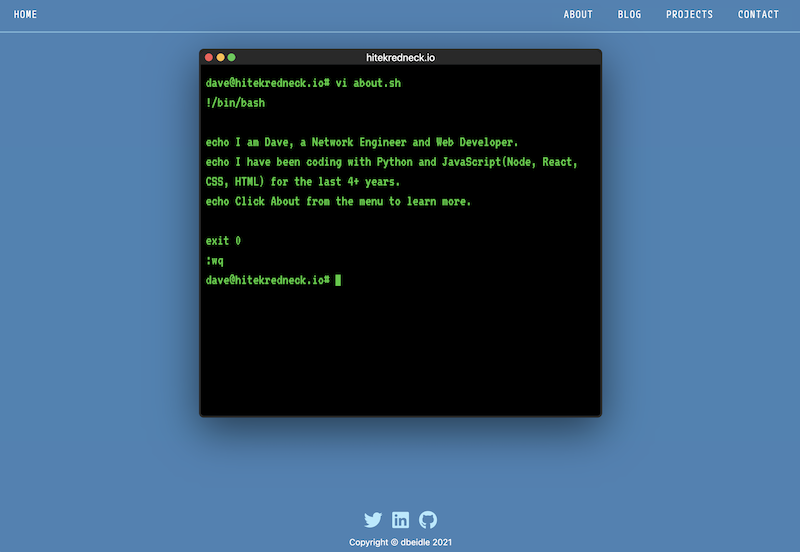 HOME ABOUT BLOG PROJECTS CONTACT
hitekredneck.io
dave@hitekredneck.io# vi about.sh
!/bin/bash
echo I am Dave, a Network Engineer and Web Developer.
echo I have been coding with Python and JavaScript(Node, React,
CSS, HTML) for the last 4+ years.
echo Click About from the menu to learn more.
exit 0
:wq
dave@hitekredneck.io#
Copyright © dbeidle 2021